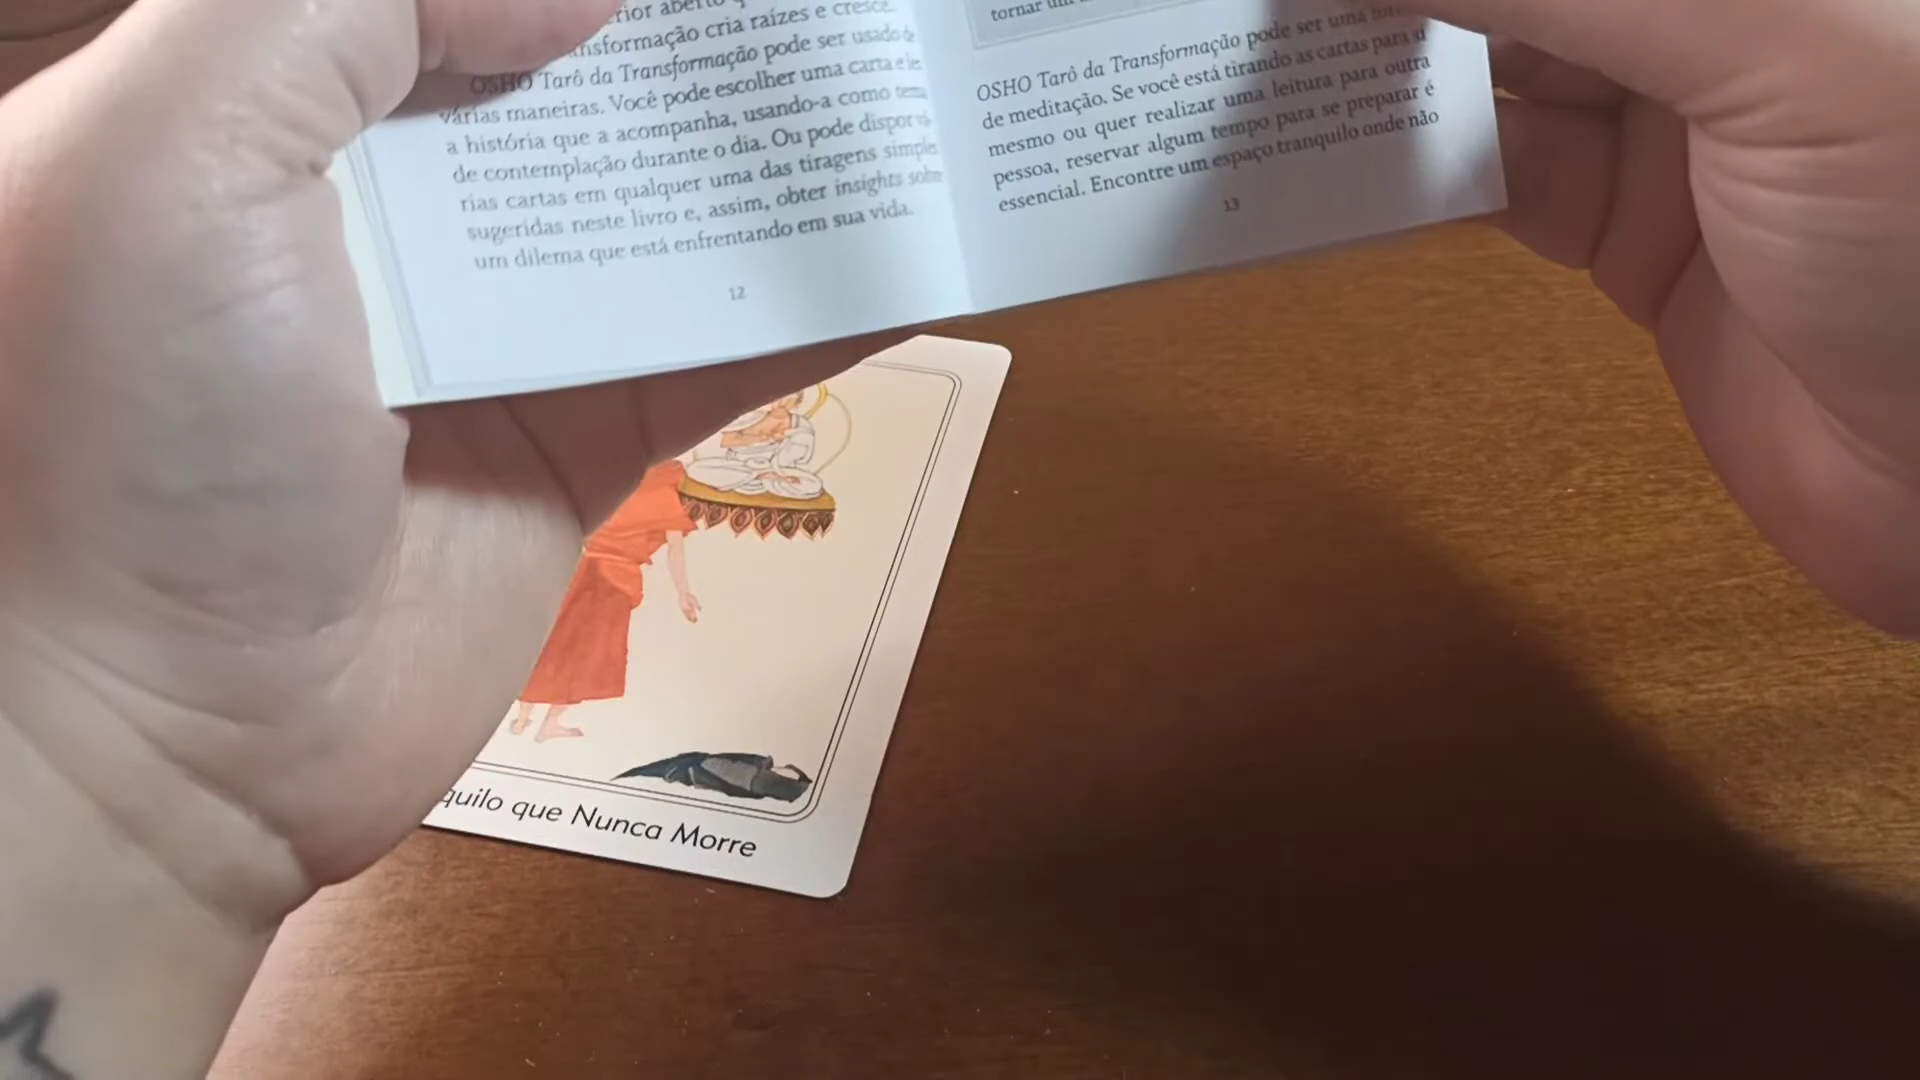 rior aberto
nsformação cria raízes e cresce.
OSHO Tarô da Transformação pode ser usado de
várias maneiras. Você pode escolher uma carta e ler
a história que a acompanha, usando-a como tema
de contemplação durante o dia. Ou pode dispor vá-
rias cartas em qualquer uma das tiragens simples
sugeridas neste livro e, assim, obter insights sobre
um dilema que está enfrentando em sua vida.
12
tornar
OSHO Tarô da Transformação pode ser uma
de meditação. Se você está tirando as cartas para si
mesmo ou quer realizar uma leitura para outra
pessoa, reservar algum tempo para se preparar é
essencial. Encontre um espaço tranquilo onde não
13
quilo que Nunca Morre